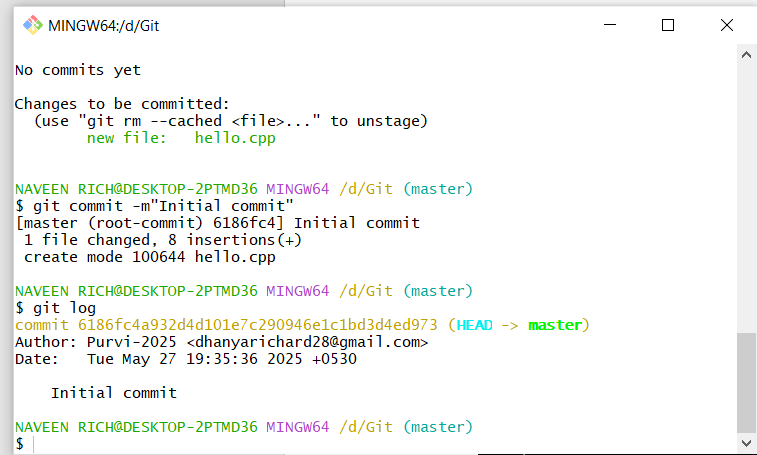 MINGW64:/d/Git
No commits yet
Changes to be committed:
  (use "git rm --cached <file>..." to unstage)
        new file:   hello.cpp
NAVEEN RICH@DESKTOP-2PTMD36 MINGW64 /d/Git (master)
$ git commit -m"Initial commit"
[master (root-commit) 6186fc4] Initial commit
 1 file changed, 8 insertions(+)
 create mode 100644 hello.cpp
NAVEEN RICH@DESKTOP-2PTMD36 MINGW64 /d/Git (master)
$ git log
commit 6186fc4a932d4d101e7c290946e1c1bd3d4ed973 (HEAD -> master)
Author: Purvi-2025 <dhanyarichard28@gmail.com>
Date:   Tue May 27 19:35:36 2025 +0530
    Initial commit
NAVEEN RICH@DESKTOP-2PTMD36 MINGW64 /d/Git (master)
$